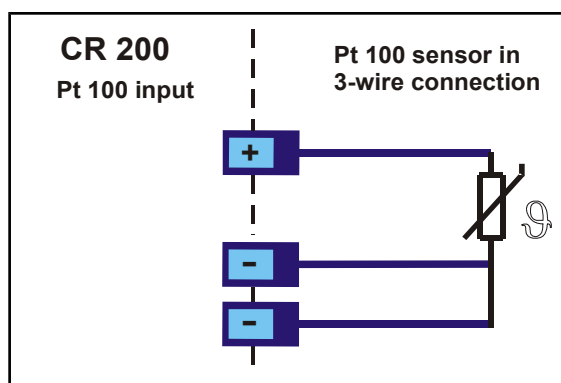 CR 200
Pt 100 input
Pt 100 sensor in
3-wire connection
+
-
-
ϑ